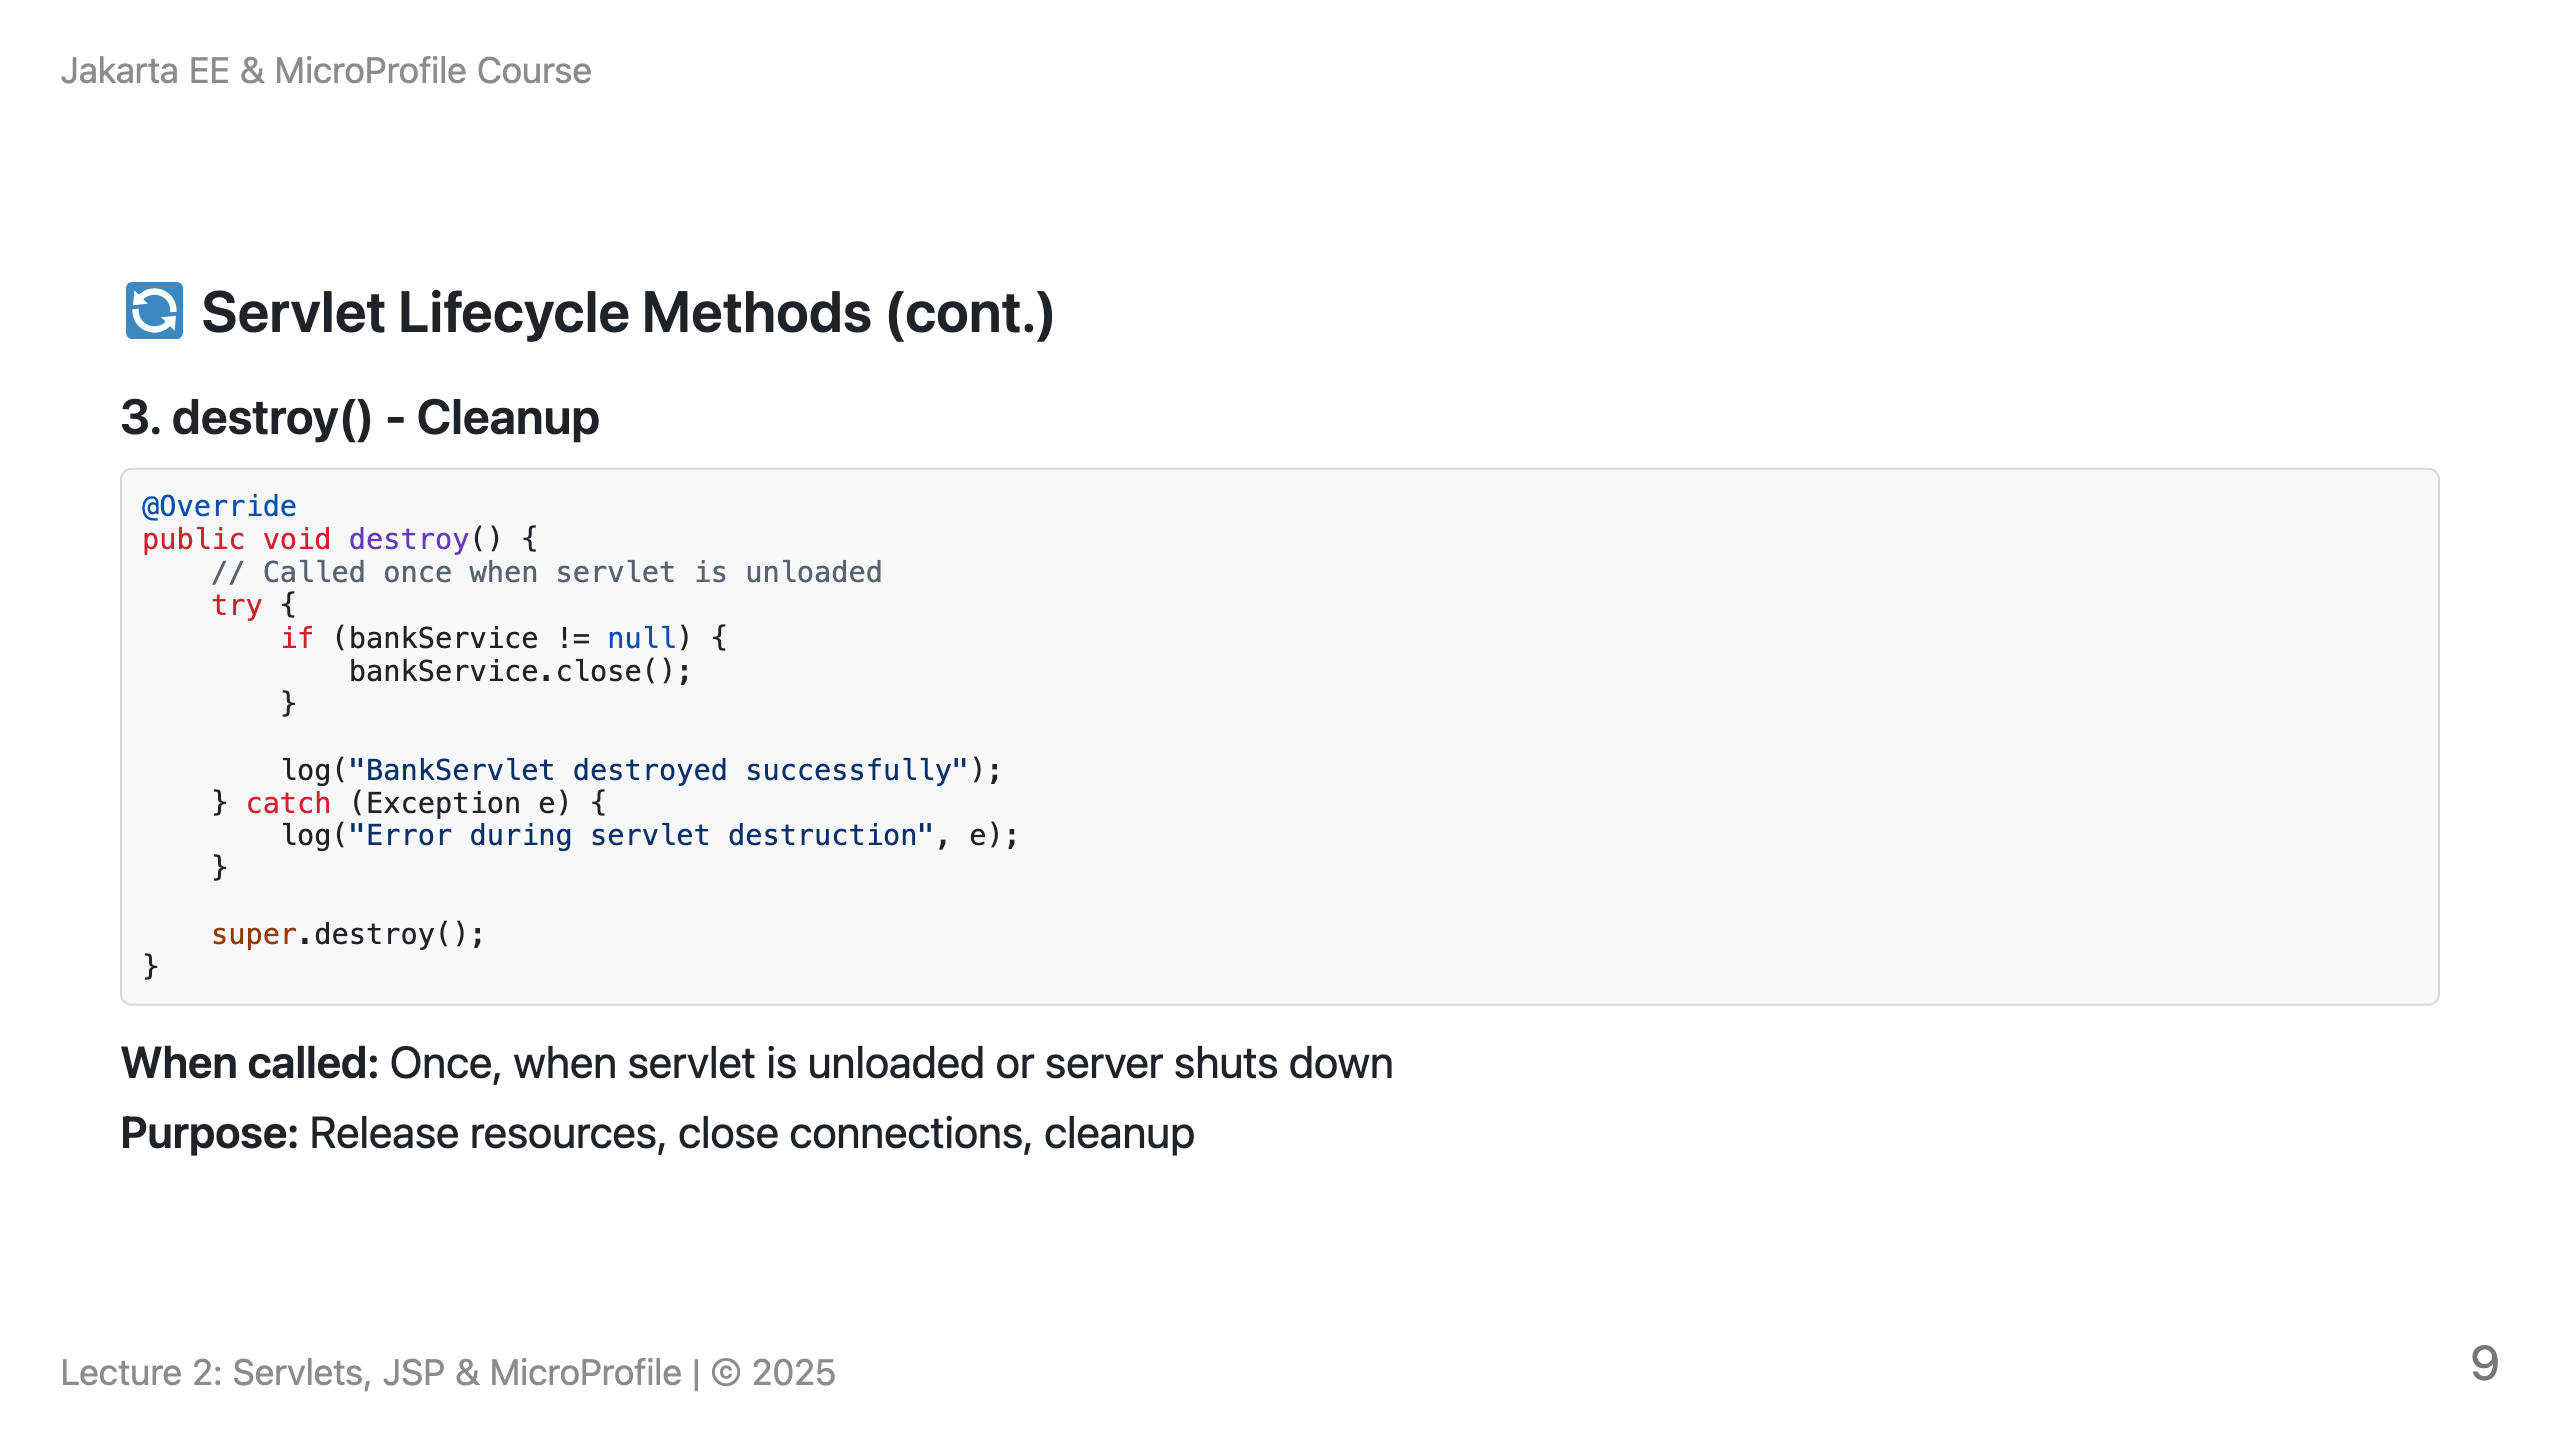 Jakarta EE & MicroProfile Course
🔄 Servlet Lifecycle Methods (cont.)
3. destroy() - Cleanup
@Override
public void destroy() {
    // Called once when servlet is unloaded
    try {
        if (bankService != null) {
            bankService.close();
        }

        log("BankServlet destroyed successfully");
    } catch (Exception e) {
        log("Error during servlet destruction", e);
    }

    super.destroy();
}
When called: Once, when servlet is unloaded or server shuts down
Purpose: Release resources, close connections, cleanup
Lecture 2: Servlets, JSP & MicroProfile | © 2025
9